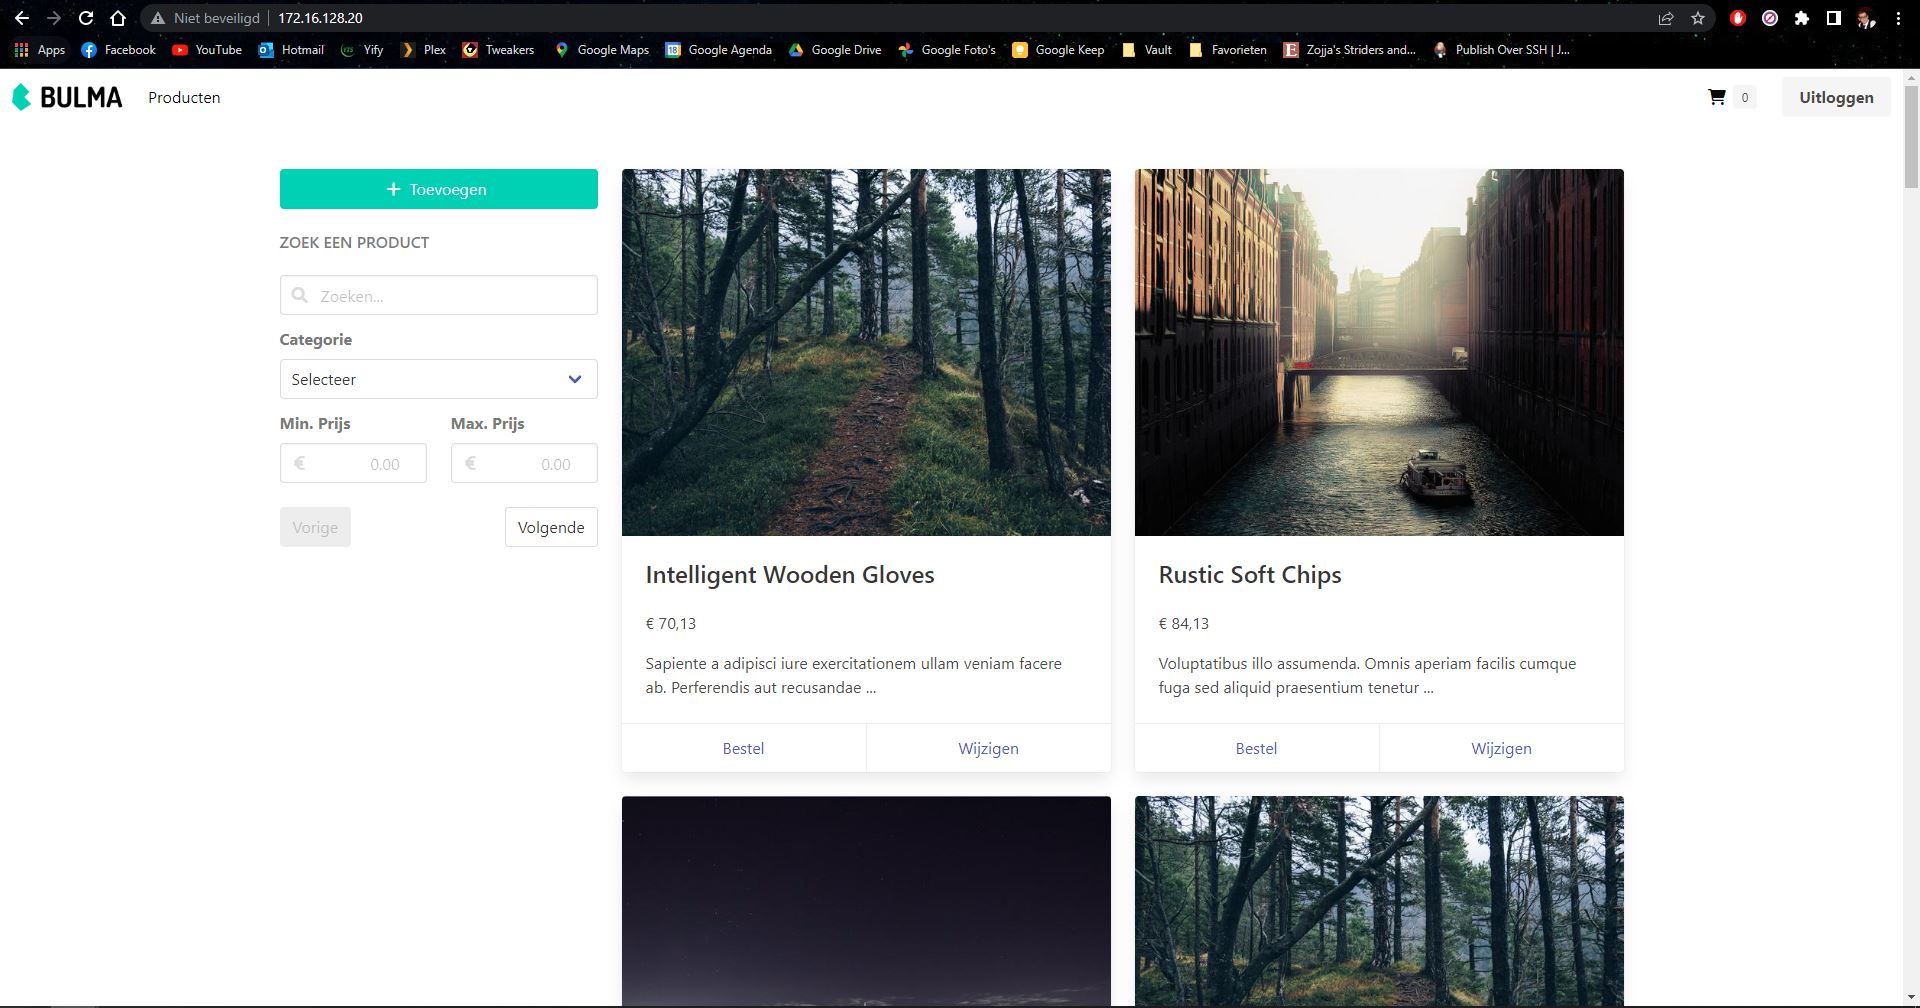 Niet beveiligd
172.16.128.20
Apps
Facebook
YouTube
Hotmail
Yify
Plex
Tweakers
Google Maps
18
Google Agenda
Google Drive
Google Foto's
Google Keep
Vault
Favorieten
E
Zojja's Striders and...
Publish Over SSH | J...
BULMA
Producten
0
Uitloggen
+ Toevoegen
ZOEK EEN PRODUCT
Zoeken...
Categorie
Selecteer
Min. Prijs
Max. Prijs
€ 0.00
€ 0.00
Vorige
Volgende
Intelligent Wooden Gloves
€ 70,13
Sapiente a adipisci iure exercitationem ullam veniam facere
ab. Perferendis aut recusandae ...
Bestel
Wijzigen
Rustic Soft Chips
€ 84,13
Voluptatibus illo assumenda. Omnis aperiam facilis cumque
fuga sed aliquid praesentium tenetur ...
Bestel
Wijzigen